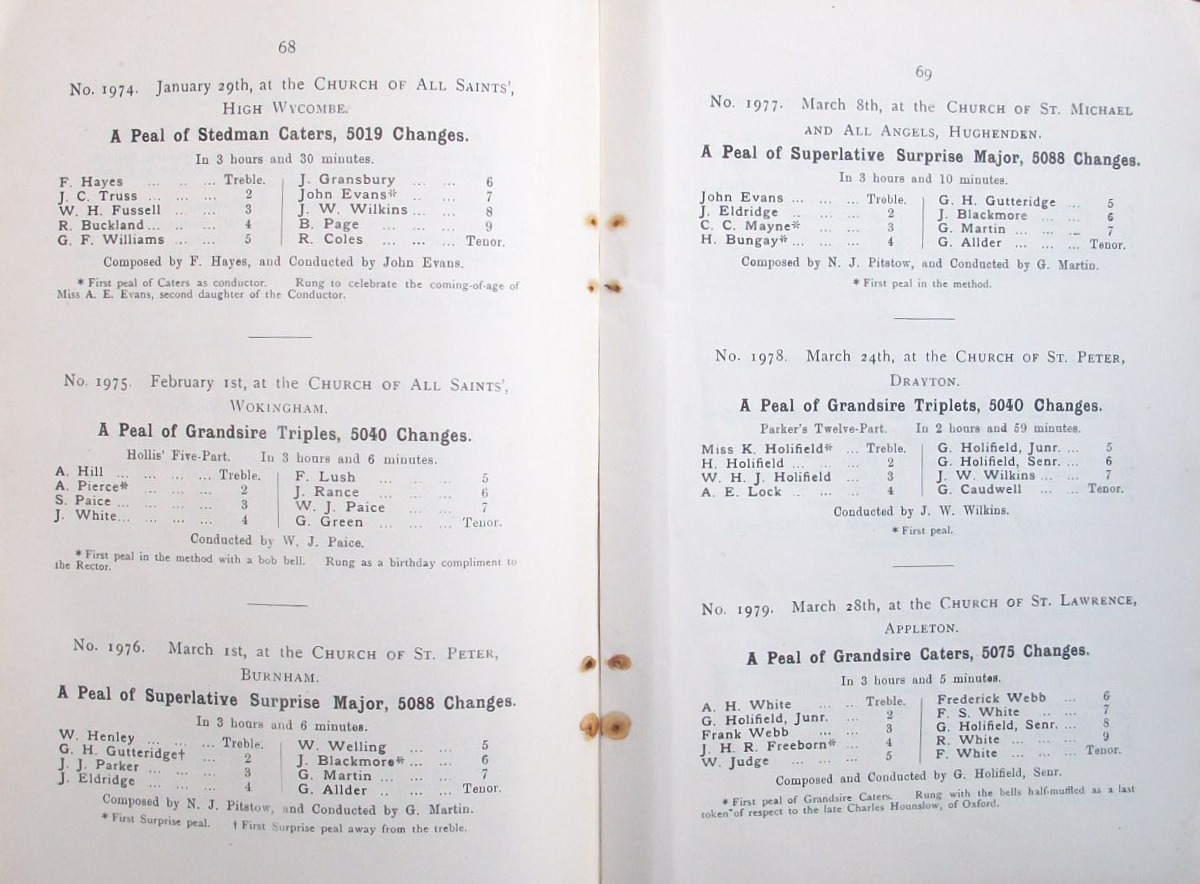 68
No. 1974. January 29th, at the Church of All Saints',
High Wycombe.
A Peal of Stedman Caters, 5019 Changes.
In 3 hours and 30 minutes.
F. Hayes ... .. ... Treble. J. Gransbury ... ... 6
J. C. Truss ... ... 2 John Evans* ... ... 7
W. H. Fussell ... ... 3 J. W. Wilkins ... ... 8
R. Buckland ... .. ... 4 B. Page ... ... ... 9
G. F. Williams ... ... 5 R. Coles ... ... ... Tenor.
Composed by F. Hayes, and Conducted by John Evans.
* First peal of Caters as conductor. Rung to celebrate the coming-of-age of
Miss A. E. Evans, second daughter of the Conductor.
No. 1975. February 1st, at the Church of All Saints',
Wokingham.
A Peal of Grandsire Triples, 5040 Changes.
Hollis' Five-Part. In 3 hours and 6 minutes.
A. Hill ... ... ... ... Treble. F. Lush ... ... ... 5
A. Pierce* ... ... ... 2 J. Rance ... ... ... 6
S. Paice ... ... ... ... 3 W. J. Paice ... ... 7
J. White... ... ... ... 4 G. Green ... ... ... Tenor.
Conducted by W. J. Paice.
* First peal in the method with a bob bell. Rung as a birthday compliment to
the Rector.
No. 1976. March 1st, at the Church of St. Peter,
Burnham.
A Peal of Superlative Surprise Major, 5088 Changes.
In 3 hours and 6 minutes.
W. Henley ... ... ... Treble. W. Welling ... ... 5
G. H. Gutteridge† ... 2 J. Blackmore* ... ... 6
J. J. Parker ... ... ... 3 G. Martin ... ... ... 7
J. Eldridge ... ... ... 4 G. Allder .. ... ... Tenor.
Composed by N. J. Pitstow, and Conducted by G. Martin.
* First Surprise peal. † First Surprise peal away from the treble.
69
No. 1977. March 8th, at the Church of St. Michael
and All Angels, Hughenden.
A Peal of Superlative Surprise Major, 5088 Changes.
In 3 hours and 10 minutes.
John Evans ... ... ... Treble. G. H. Gutteridge ... 5
J. Eldridge ... ... ... 2 J. Blackmore ... ... 6
C. C. Mayne* ... ... 3 G. Martin ... ... ... 7
H. Bungay* ... ... ... 4 G. Allder ... ... ... Tenor.
Composed by N. J. Pitstow, and Conducted by G. Martin.
* First peal in the method.
No. 1978. March 24th, at the Church of St. Peter,
Drayton.
A Peal of Grandsire Triplets, 5040 Changes.
Parker's Twelve-Part. In 2 hours and 59 minutes.
Miss K. Holifield* ... Treble. G. Holifield, Junr. ... 5
H. Holifield ... ... ... 2 G. Holifield, Senr. ... 6
W. H. J. Holifield ... 3 J. W. Wilkins ... ... 7
A. E. Lock ... ... ... 4 G. Caudwell ... ... Tenor.
Conducted by J. W. Wilkins.
* First peal.
No. 1979. March 28th, at the Church of St. Lawrence,
Appleton.
A Peal of Grandsire Caters, 5075 Changes.
In 3 hours and 5 minutes.
A. H. White ... .. ... Treble. Frederick Webb ... 6
G. Holifield, Junr. ... 2 F. S. White .. ... 7
Frank Webb ... ... ... 3 G. Holifield, Senr. ... 8
J. H. R. Freeborn* ... 4 R. White ... ... ... 9
W. Judge ... ... ... 5 F. White ... ... ... Tenor.
Composed and Conducted by G. Holifield, Senr.
* First peal of Grandsire Caters. Rung with the bells half-muffled as a last
token of respect to the late Charles Hounslow, of Oxford.